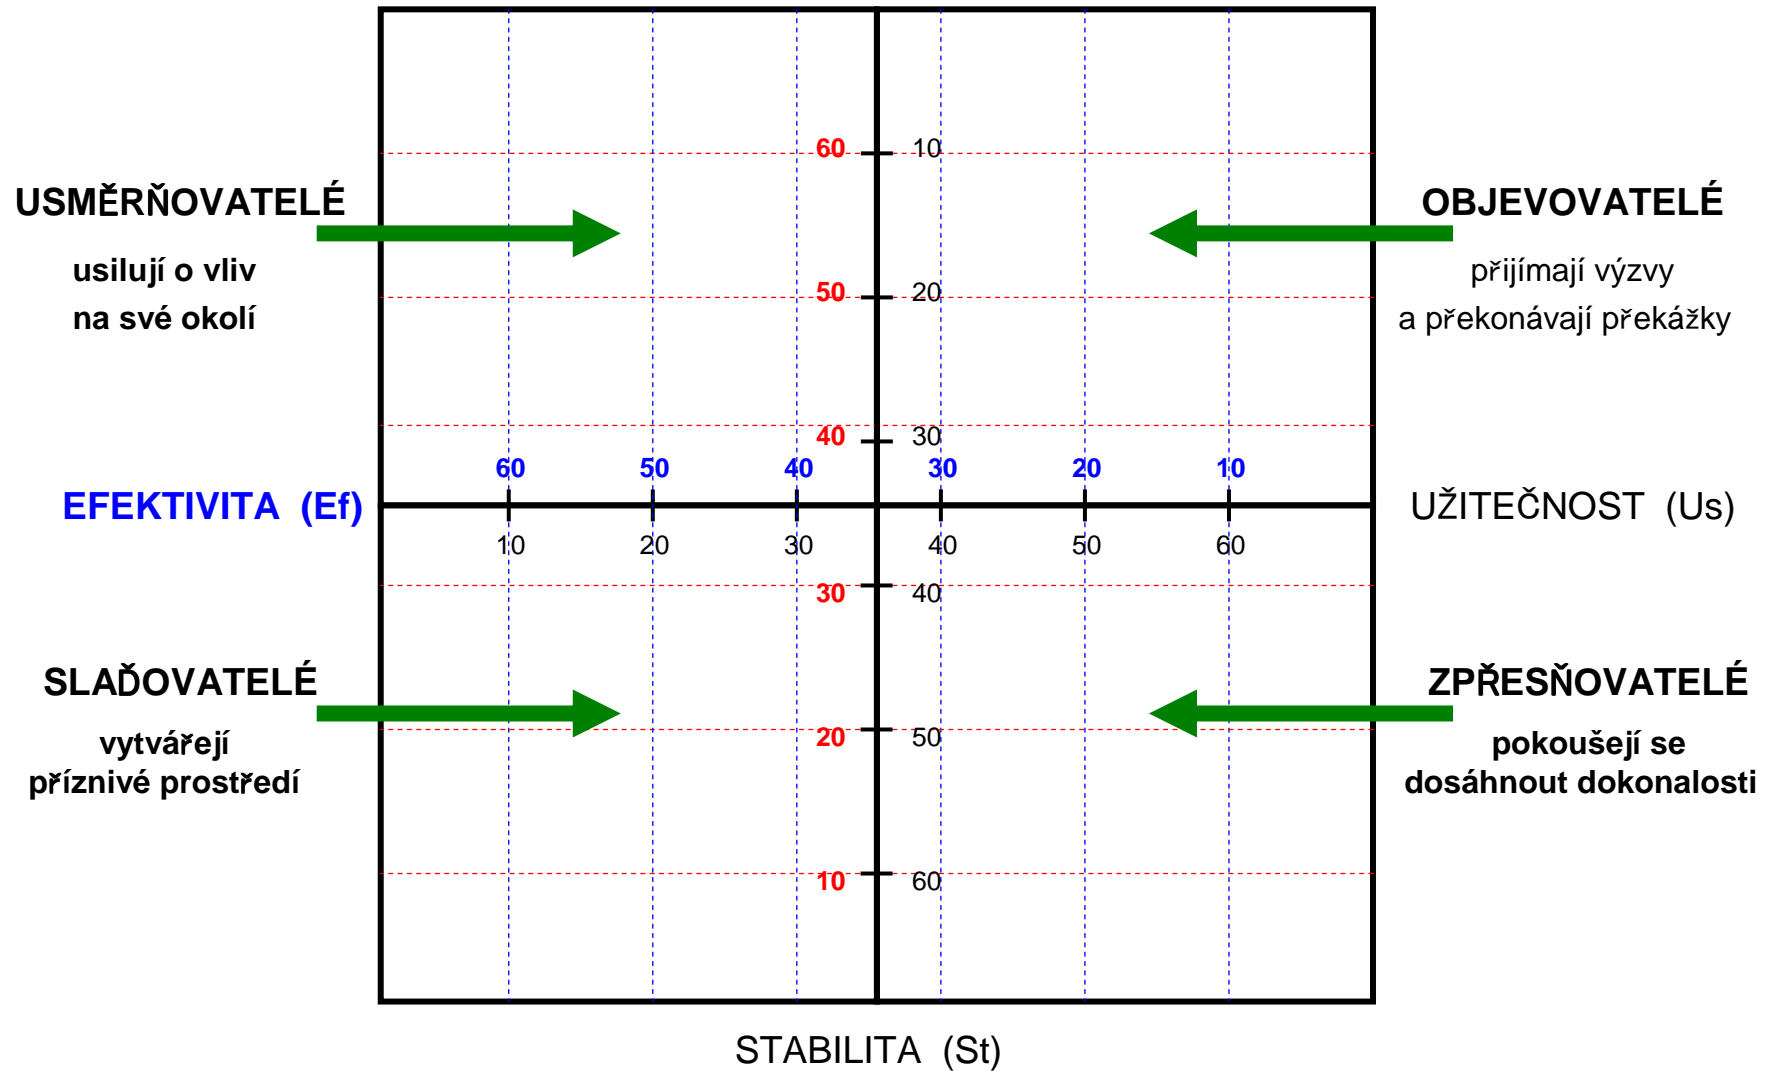 60 10
USMĚRŇOVATELÉ
OBJEVOVATELÉ
usilují o vliv
na své okolí
přijímají výzvy
a překonávají překážky
50 20
40 30
60 50 40 30 20 10
EFEKTIVITA (Ef)
UŽITEČNOST (Us)
10 20 30 40 50 60
30 40
SLAĎOVATELÉ
ZPŘESŇOVATELÉ
vytvářejí
příznivé prostředí
pokoušejí se
dosáhnout dokonalosti
20 50
10 60
STABILITA (St)